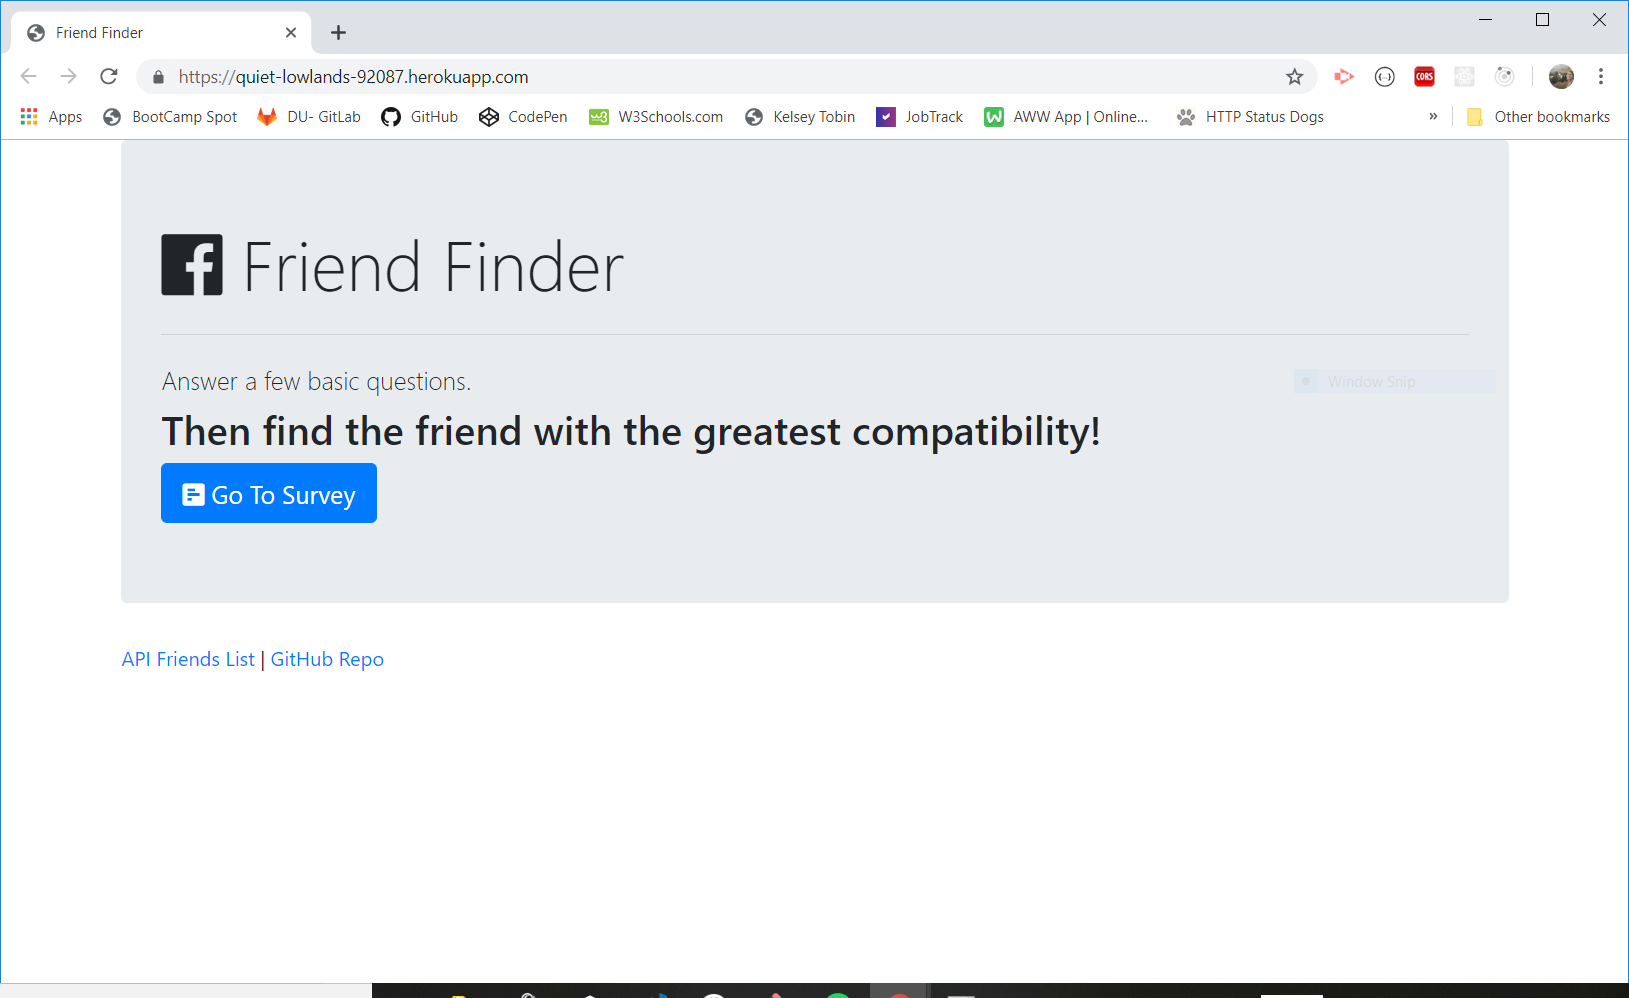 Friend Finder
https://quiet-lowlands-92087.herokuapp.com
CORS
Apps BootCamp Spot DU- GitLab GitHub CodePen W3Schools.com Kelsey Tobin JobTrack AWW App | Online... HTTP Status Dogs » Other bookmarks
Friend Finder
Answer a few basic questions.
Window Snip
Then find the friend with the greatest compatibility!
Go To Survey
API Friends List | GitHub Repo